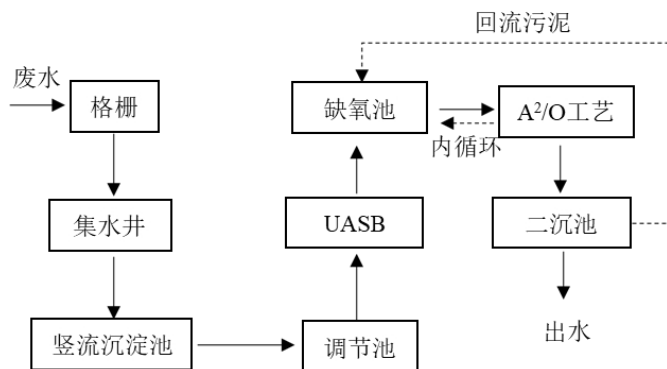 回流污泥
废水
格栅
缺氧池
A²/O工艺
内循环
集水井
UASB
二沉池
竖流沉淀池
调节池
出水